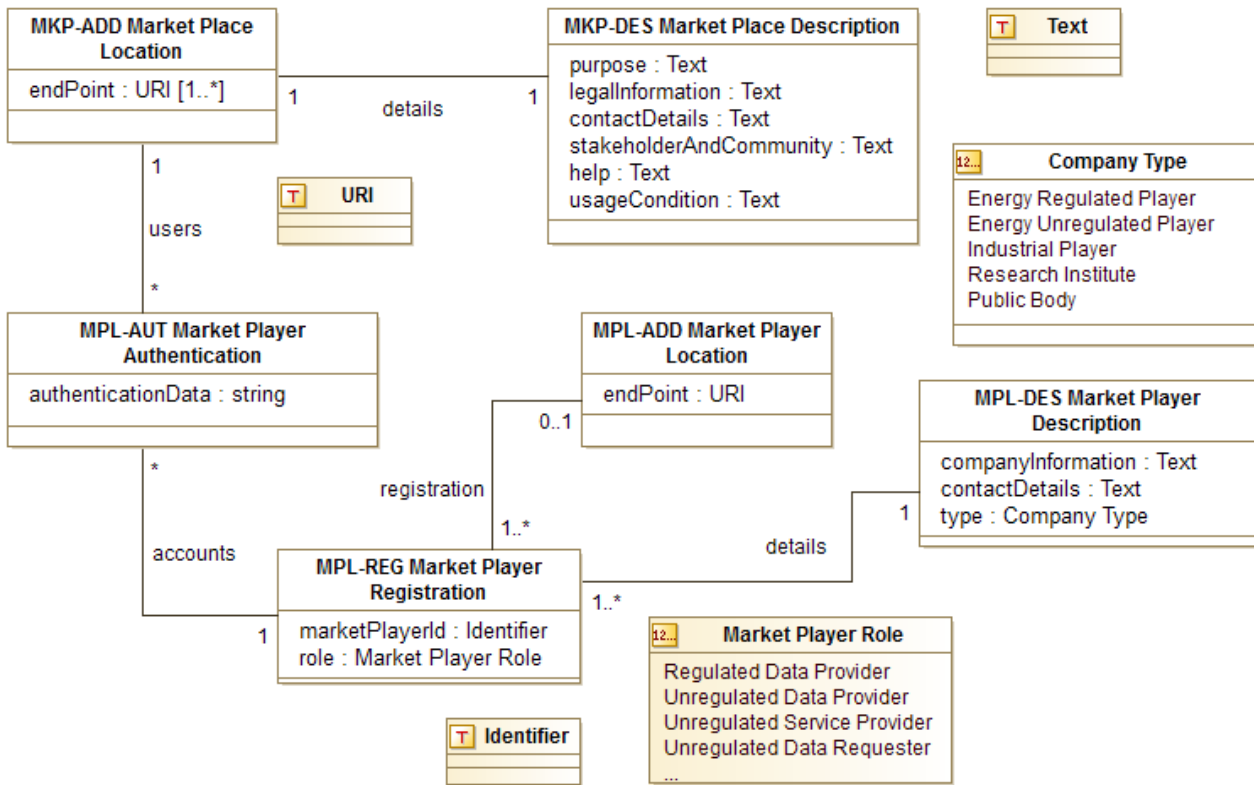 MKP-ADD Market Place
Location
endPoint : URI [1..*]
1
details
1
MKP-DES Market Place Description
purpose : Text
legalInformation : Text
contactDetails : Text
stakeholderAndCommunity : Text
help : Text
usageCondition : Text
T Text
12... Company Type
Energy Regulated Player
Energy Unregulated Player
Industrial Player
Research Institute
Public Body
1
users
*
T URI
MPL-AUT Market Player
Authentication
authenticationData : string
MPL-ADD Market Player
Location
endPoint : URI
0..1
registration
1..*
MPL-DES Market Player
Description
companyInformation : Text
contactDetails : Text
type : Company Type
1
details
1..*
*
accounts
1
MPL-REG Market Player
Registration
marketPlayerId : Identifier
role : Market Player Role
12... Market Player Role
Regulated Data Provider
Unregulated Data Provider
Unregulated Service Provider
Unregulated Data Requester
...
T Identifier